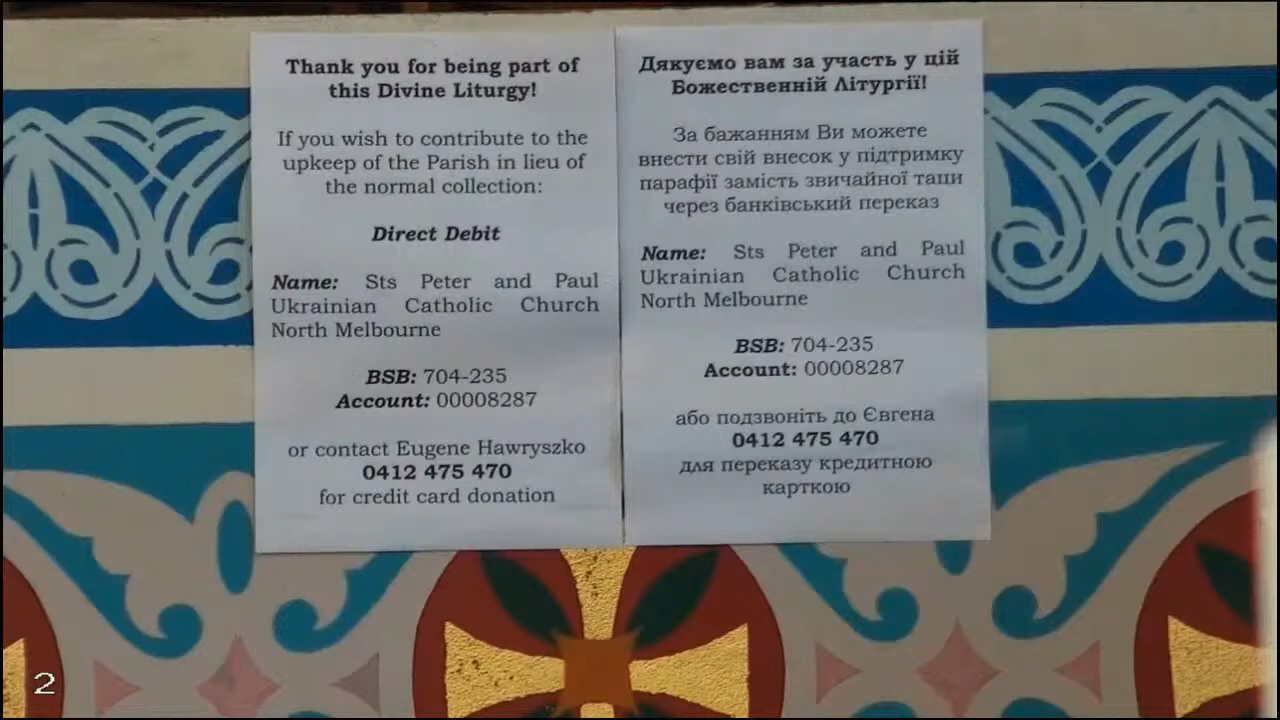 Thank you for being part of
this Divine Liturgy!
If you wish to contribute to the
upkeep of the Parish in lieu of
the normal collection:
Direct Debit
Name: Sts Peter and Paul
Ukrainian Catholic Church
North Melbourne
BSB: 704-235
Account: 00008287
or contact Eugene Hawryszko
0412 475 470
for credit card donation
Дякуємо вам за участь у цій
Божественній Літургії!
За бажанням Ви можете
внести свій внесок у підтримку
парафії замість звичайної таци
через банківський переказ
Name: Sts Peter and Paul
Ukrainian Catholic Church
North Melbourne
BSB: 704-235
Account: 00008287
або подзвоніть до Євгена
0412 475 470
для переказу кредитною
карткою
2